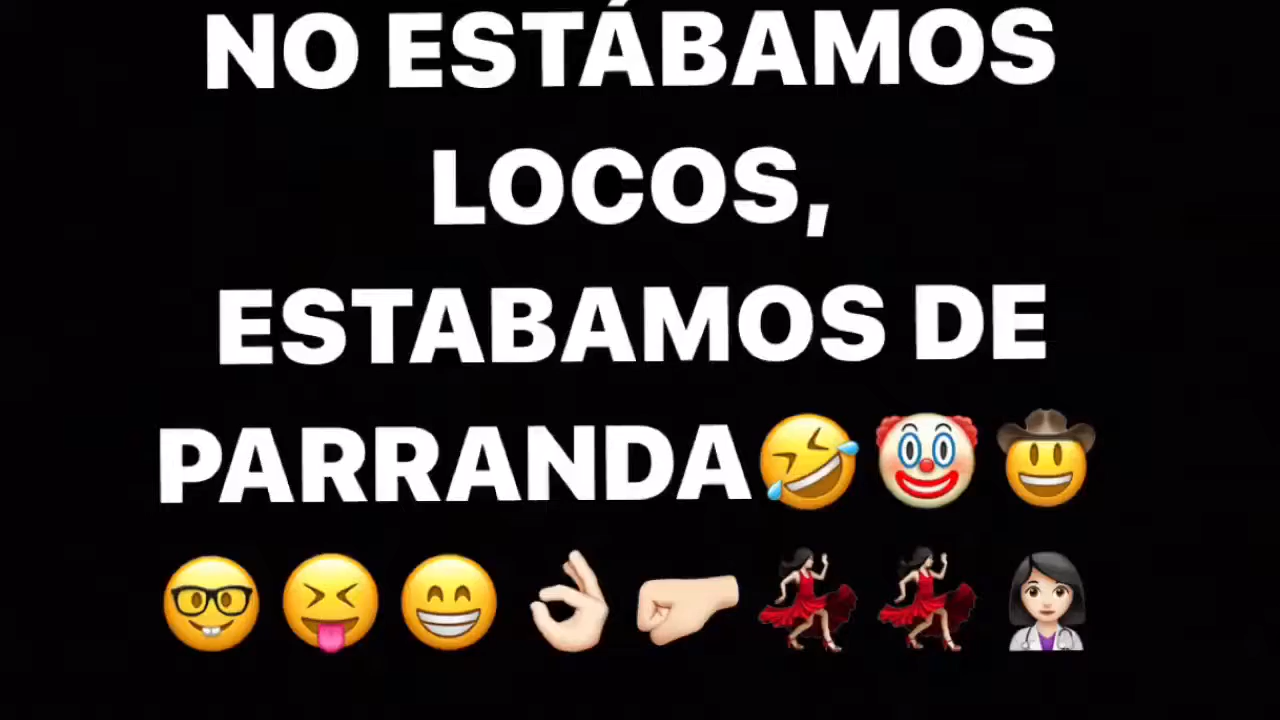 NO ESTÁBAMOS
LOCOS,
ESTABAMOS DE
PARRANDA🤣🤡🤠
🤓😝😁👌🏻🤛🏻💃🏻💃🏻👩🏻‍⚕️